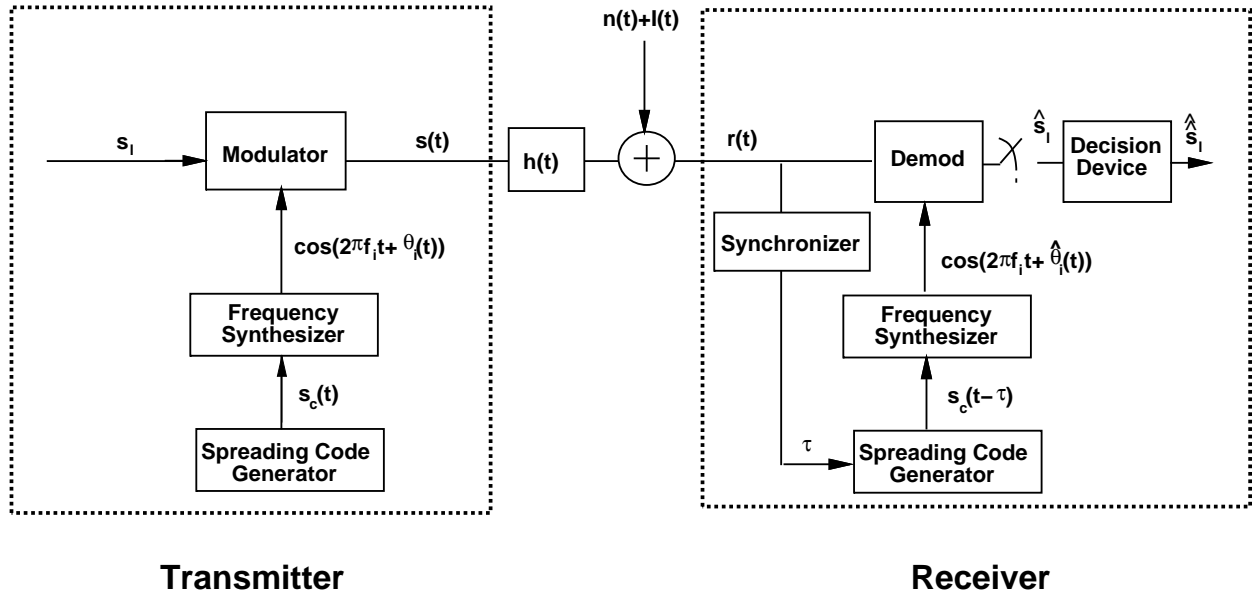 n(t)+I(t)
s_l
Modulator
s(t)
h(t)
+
r(t)
Demod
ŝ_l
Decision
Device
ŝ̂_l
Synchronizer
cos(2πf_i t+ θ_i(t))
cos(2πf_i t+ θ̂_i(t))
Frequency
Synthesizer
Frequency
Synthesizer
s_c(t)
s_c(t− τ)
Spreading Code
Generator
τ
Spreading Code
Generator
Transmitter
Receiver